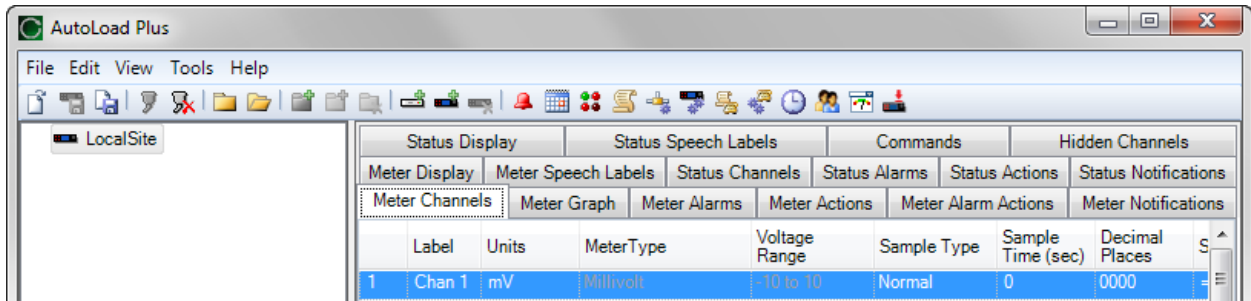 AutoLoad Plus
File Edit View Tools Help
LocalSite
Status Display Status Speech Labels Commands Hidden Channels
Meter Display Meter Speech Labels Status Channels Status Alarms Status Actions Status Notifications
Meter Channels Meter Graph Meter Alarms Meter Actions Meter Alarm Actions Meter Notifications
Label Units MeterType Voltage Range Sample Type Sample Time (sec) Decimal Places S
1 Chan 1 mV Millivolt -10 to 10 Normal 0 0000 =